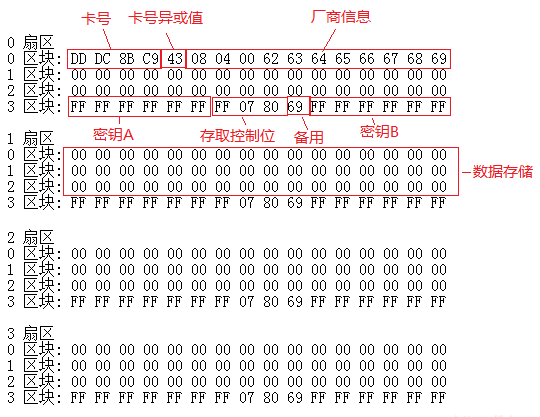 卡号 卡号异或值 厂商信息
0 扇区
0 区块: DD DC 8B C9 43 08 04 00 62 63 64 65 66 67 68 69
1 区块: 00 00 00 00 00 00 00 00 00 00 00 00 00 00 00 00
2 区块: 00 00 00 00 00 00 00 00 00 00 00 00 00 00 00 00
3 区块: FF FF FF FF FF FF FF 07 80 69 FF FF FF FF FF FF
密钥A 存取控制位 备用 密钥B
1 扇区
0 区块: 00 00 00 00 00 00 00 00 00 00 00 00 00 00 00 00
1 区块: 00 00 00 00 00 00 00 00 00 00 00 00 00 00 00 00
数据存储
2 区块: 00 00 00 00 00 00 00 00 00 00 00 00 00 00 00 00
3 区块: FF FF FF FF FF FF FF 07 80 69 FF FF FF FF FF FF
2 扇区
0 区块: 00 00 00 00 00 00 00 00 00 00 00 00 00 00 00 00
1 区块: 00 00 00 00 00 00 00 00 00 00 00 00 00 00 00 00
2 区块: 00 00 00 00 00 00 00 00 00 00 00 00 00 00 00 00
3 区块: FF FF FF FF FF FF FF 07 80 69 FF FF FF FF FF FF
3 扇区
0 区块: 00 00 00 00 00 00 00 00 00 00 00 00 00 00 00 00
1 区块: 00 00 00 00 00 00 00 00 00 00 00 00 00 00 00 00
2 区块: 00 00 00 00 00 00 00 00 00 00 00 00 00 00 00 00
3 区块: FF FF FF FF FF FF FF 07 80 69 FF FF FF FF FF FF